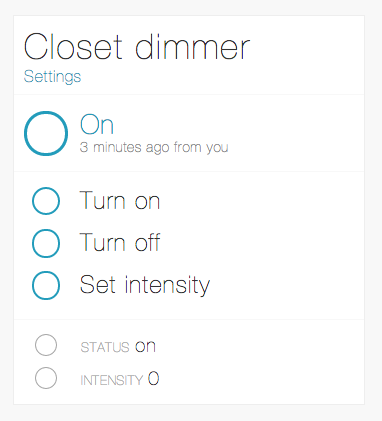 Closet dimmer
Settings
On
3 minutes ago from you
Turn on
Turn off
Set intensity
STATUS on
INTENSITY 0